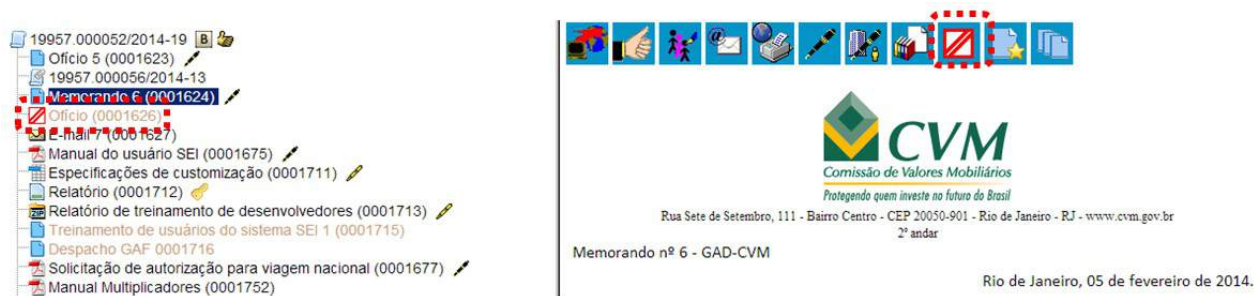 19957.000052/2014-19 B
Ofício 5 (0001623)
19957.000056/2014-13
Memorando 6 (0001624)
Ofício (0001626)
E-mail 7 (0001627)
Manual do usuário SEI (0001675)
Especificações de customização (0001711)
Relatório (0001712)
ZIP Relatório de treinamento de desenvolvedores (0001713)
Treinamento de usuários do sistema SEI 1 (0001715)
Despacho GAF 0001716
Solicitação de autorização para viagem nacional (0001677)
Manual Multiplicadores (0001752)
CVM
Comissão de Valores Mobiliários
Protegendo quem investe no futuro do Brasil
Rua Sete de Setembro, 111 - Bairro Centro - CEP 20050-901 - Rio de Janeiro - RJ - www.cvm.gov.br
2º andar
Memorando nº 6 - GAD-CVM
Rio de Janeiro, 05 de fevereiro de 2014.